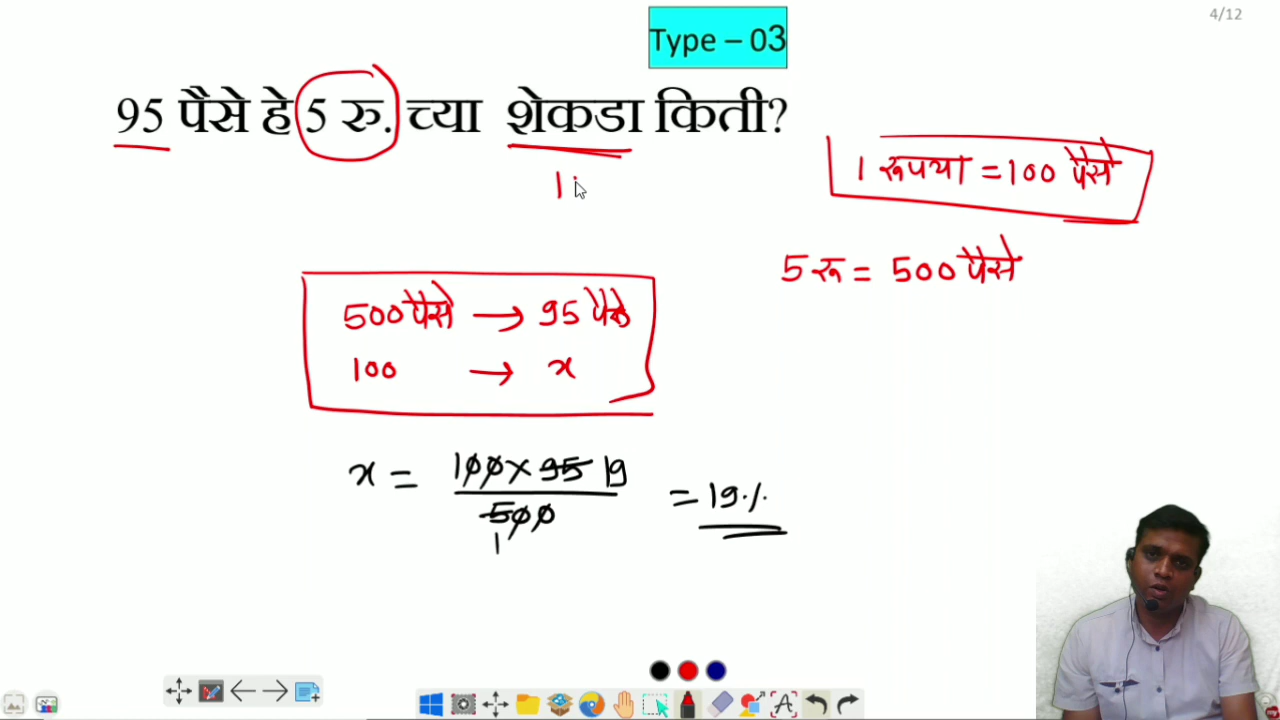 4/12
Type – 03
95 पैसे हे 5 रु. च्या शेकडा किती?
1 रुपया = 100 पैसे
5 रु = 500 पैसे
500 पैसे → 95 पैसे
100 → x
x = 100 × 95 19
500
1
= 19%